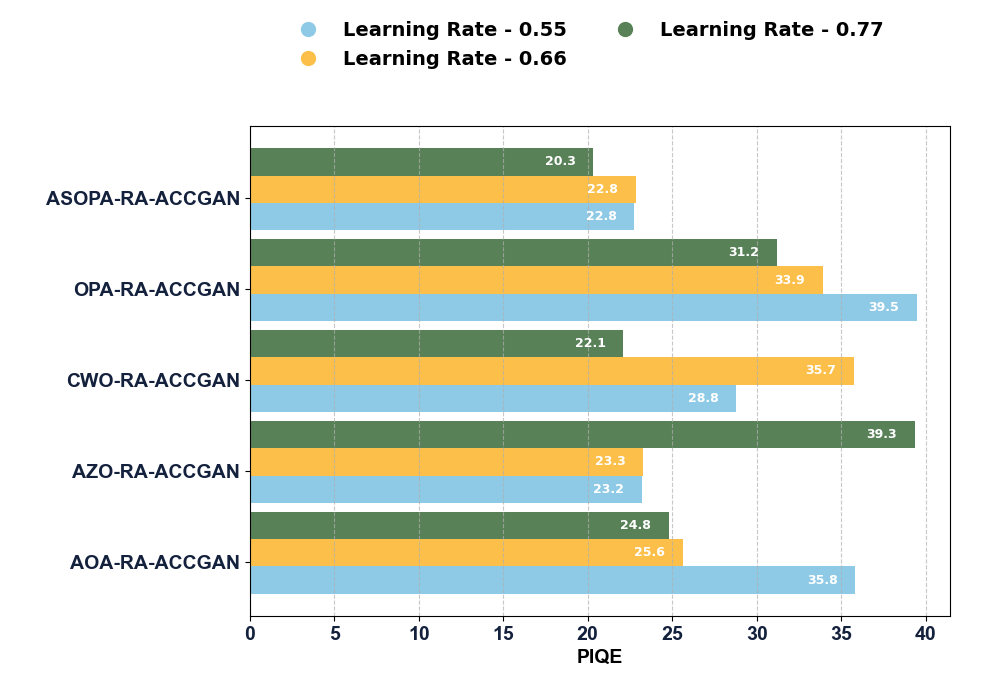 Learning Rate - 0.55
Learning Rate - 0.66
Learning Rate - 0.77
ASOPA-RA-ACCGAN
20.3
22.8
22.8
OPA-RA-ACCGAN
31.2
33.9
39.5
CWO-RA-ACCGAN
22.1
35.7
28.8
AZO-RA-ACCGAN
39.3
23.3
23.2
AOA-RA-ACCGAN
24.8
25.6
35.8
0 5 10 15 20 25 30 35 40
PIQE